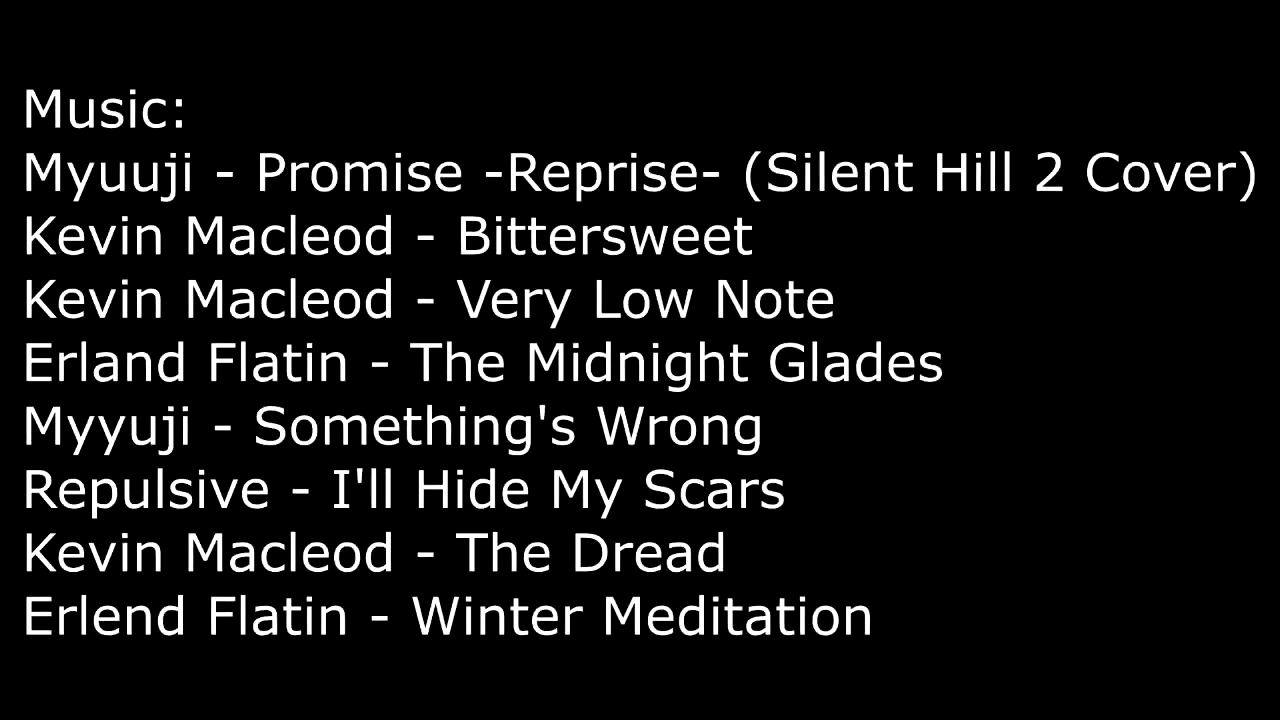 Music:
Myuuji - Promise -Reprise- (Silent Hill 2 Cover)
Kevin Macleod - Bittersweet
Kevin Macleod - Very Low Note
Erland Flatin - The Midnight Glades
Myyuji - Something's Wrong
Repulsive - I'll Hide My Scars
Kevin Macleod - The Dread
Erlend Flatin - Winter Meditation